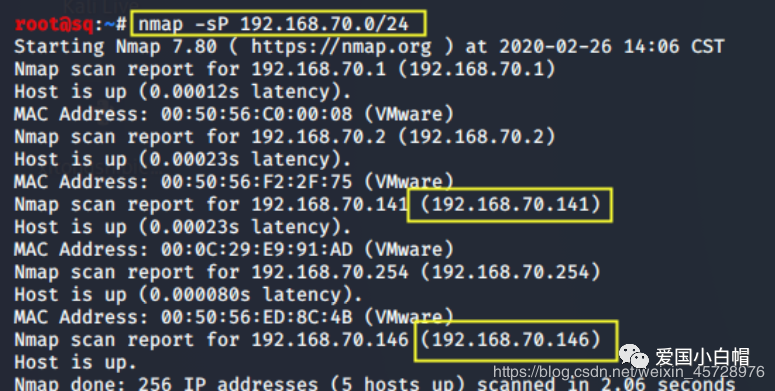 root@sq:~# nmap -sP 192.168.70.0/24
Starting Nmap 7.80 ( https://nmap.org ) at 2020-02-26 14:06 CST
Nmap scan report for 192.168.70.1 (192.168.70.1)
Host is up (0.00012s latency).
MAC Address: 00:50:56:C0:00:08 (VMware)
Nmap scan report for 192.168.70.2 (192.168.70.2)
Host is up (0.00023s latency).
MAC Address: 00:50:56:F2:2F:75 (VMware)
Nmap scan report for 192.168.70.141 (192.168.70.141)
Host is up (0.00023s latency).
MAC Address: 00:0C:29:E9:91:AD (VMware)
Nmap scan report for 192.168.70.254 (192.168.70.254)
Host is up (0.000080s latency).
MAC Address: 00:50:56:ED:8C:4B (VMware)
Nmap scan report for 192.168.70.146 (192.168.70.146)
Host is up.
爱国小白帽
https://blog.csdn.net/weixin_45728976
Nmap done: 256 IP addresses (5 hosts up) scanned in 2.06 seconds